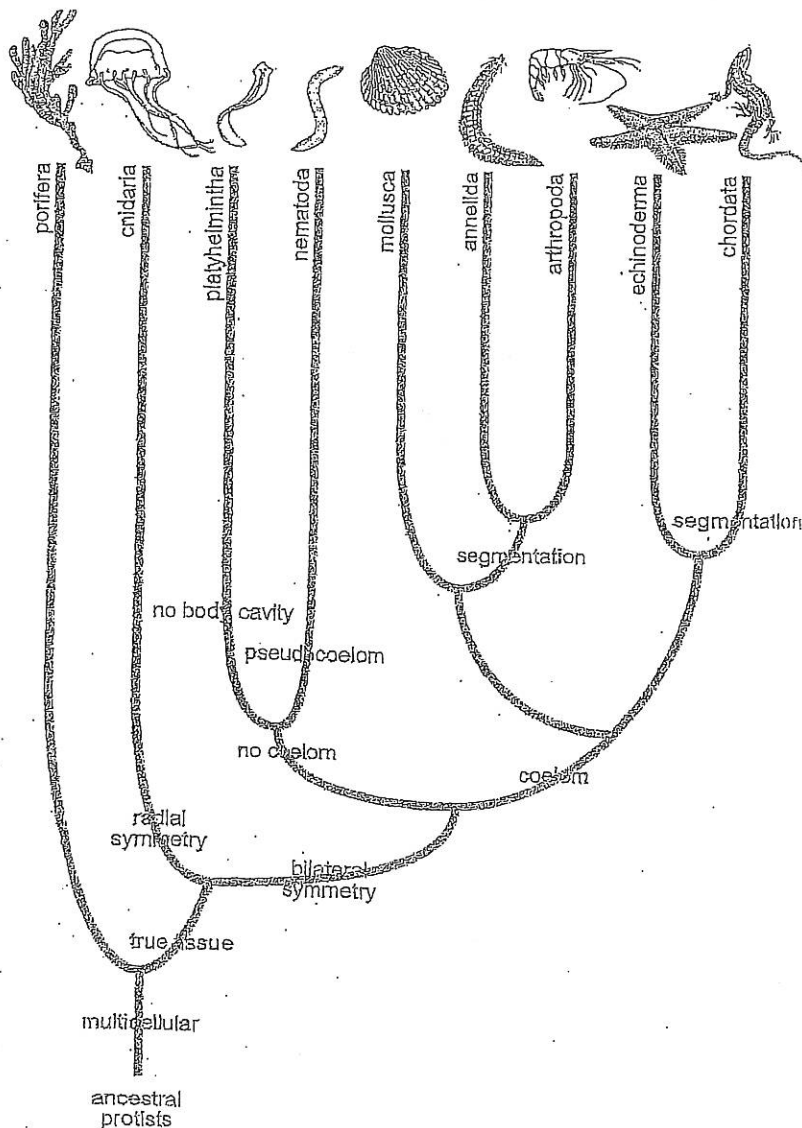 porifera
cnidaria
platyhelmintha
nematoda
mollusca
annelida
arthropoda
echinoderma
chordata
segmentation
segmentation
no body cavity
pseudocoelom
no coelom
coelom
radial
symmetry
bilateral
symmetry
true tissue
multicellular
ancestral
protists